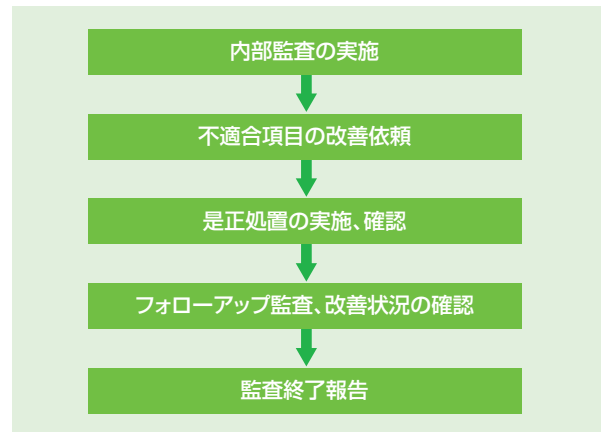 内部監査の実施
不適合項目の改善依頼
是正処置の実施、確認
フォローアップ監査、改善状況の確認
監査終了報告